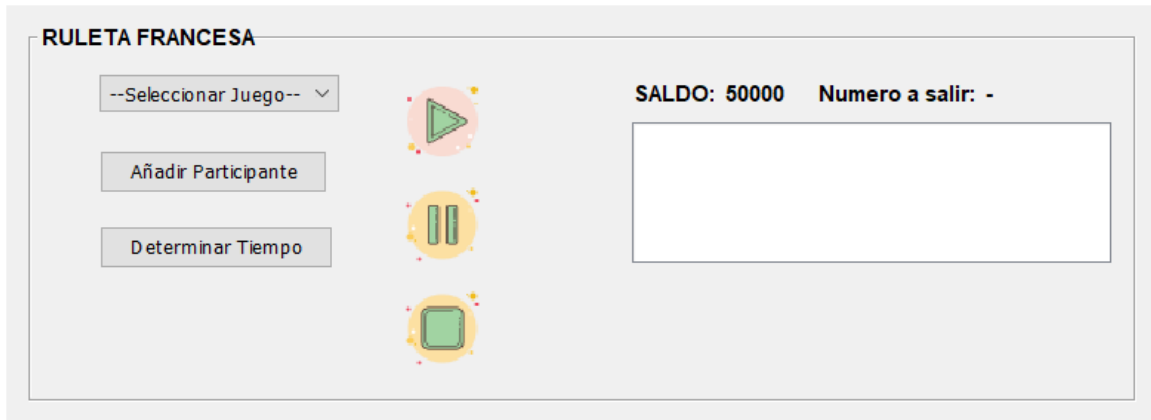 RULETA FRANCESA
--Seleccionar Juego--
SALDO: 50000 Numero a salir: -
Añadir Participante
Determinar Tiempo